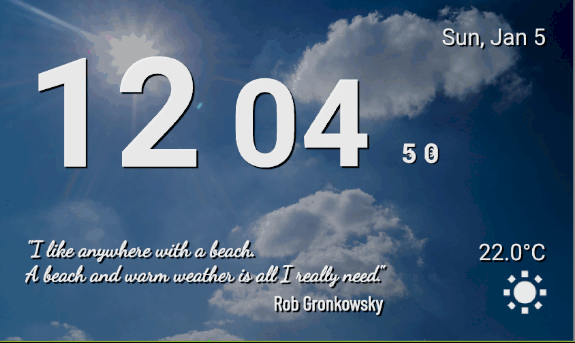 Sun, Jan 5
12 04 50
"I like anywhere with a beach.
A beach and warm weather is all I really need."
Rob Gronkowsky
22.0°C